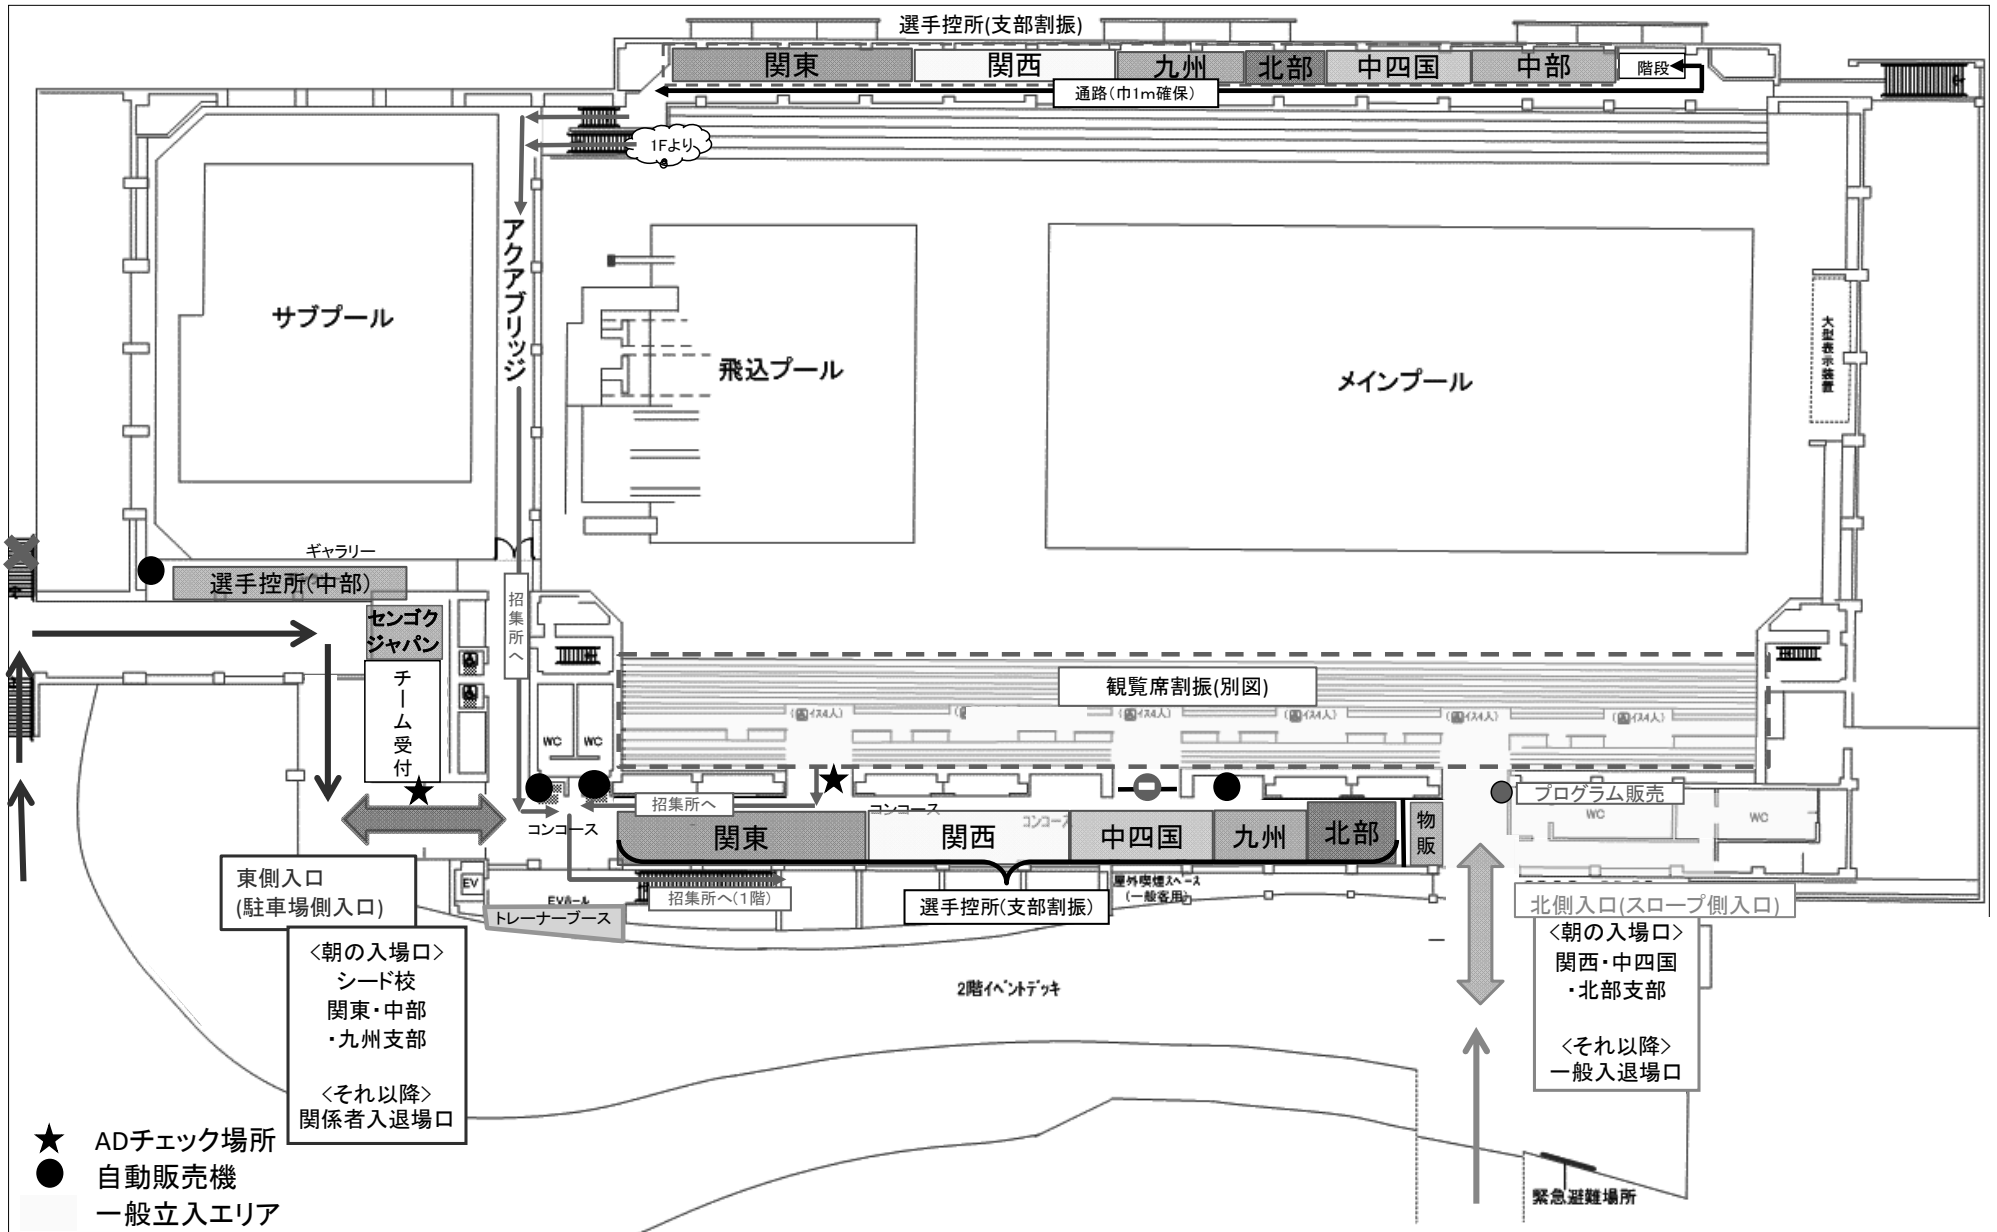 選手控所(支部割振)
関東
関西
九州
北部
中四国
中部
階段
通路(巾1m確保)
1Fより
アクアブリッジ
サブプール
飛込プール
メインプール
大型表示装置
ギャラリー
選手控所(中部)
センゴク
ジャパン
チーム受付
招集所へ
観覧席割振(別図)
WC
WC
招集所へ
コンコース
コンコース
コンコース
プログラム販売
WC
WC
関東
関西
中四国
九州
北部
物販
東側入口
(駐車場側入口)
EV
EVホール
トレーナーブース
招集所へ(1階)
選手控所(支部割振)
屋外喫煙スペース
(一般客用)
北側入口(スロープ側入口)
<朝の入場口>
シード校
関東・中部
・九州支部
<それ以降>
関係者入退場口
2階イベントデッキ
<朝の入場口>
関西・中四国
・北部支部
<それ以降>
一般入退場口
緊急避難場所
★ ADチェック場所
● 自動販売機
一般立入エリア